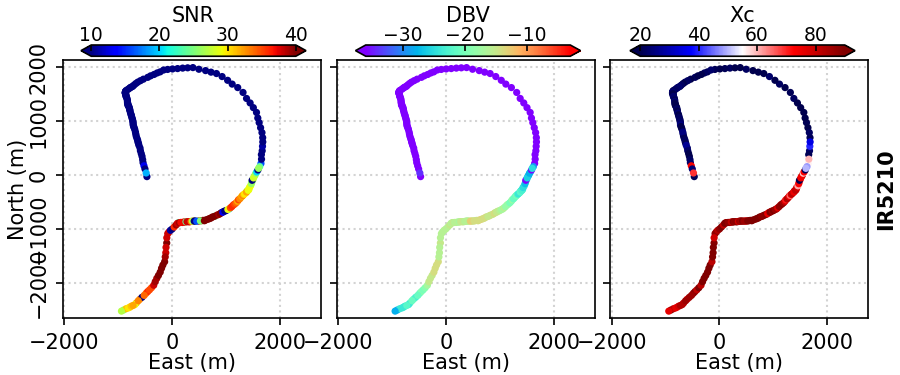 SNR DBV Xc
10 20 30 40 −30 −20 −10 20 40 60 80
2000
1000
0
−1000
−2000
North (m)
−2000 0 2000 −2000 0 2000 −2000 0 2000
East (m) East (m) East (m)
IR5210